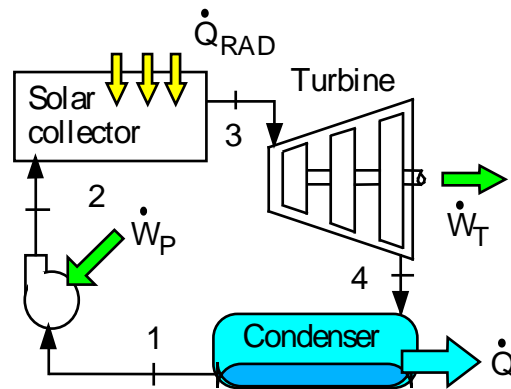 Q̇RAD
Turbine
Solar
collector
3
2
ẆP
ẆT
4
1
Condenser
Q̇